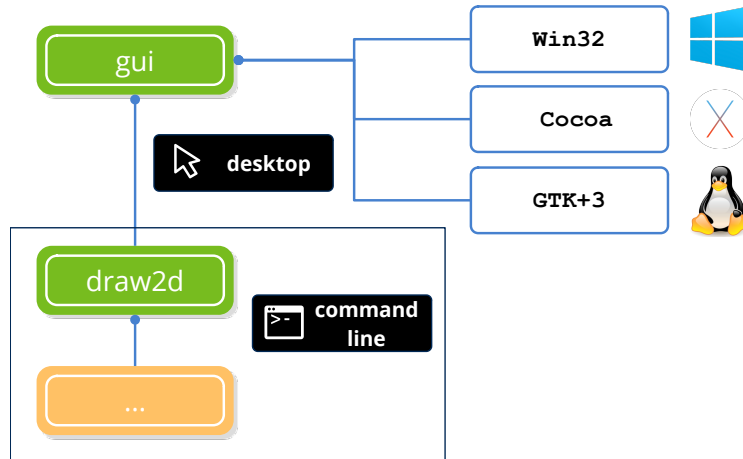 gui
Win32
Cocoa
GTK+3
desktop
draw2d
>-
command
line
...